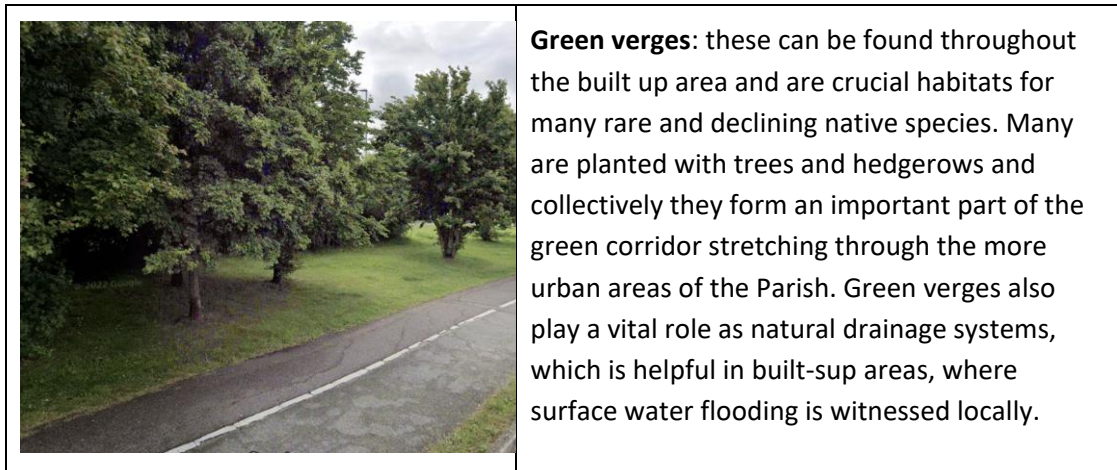 Green verges: these can be found throughout
the built up area and are crucial habitats for
many rare and declining native species. Many
are planted with trees and hedgerows and
collectively they form an important part of the
green corridor stretching through the more
urban areas of the Parish. Green verges also
play a vital role as natural drainage systems,
which is helpful in built-sup areas, where
surface water flooding is witnessed locally.
© 2022 Google